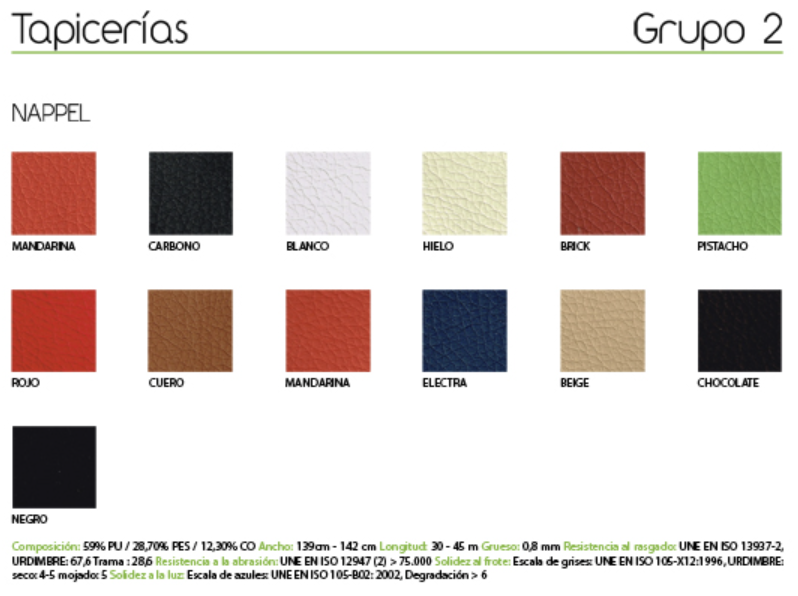 Tapicerías Grupo 2
NAPPEL
MANDARINA CARBONO BLANCO HIELO BRICK PISTACHO
ROJO CUERO MANDARINA ELECTRA BEIGE CHOCOLATE
NEGRO
Composición: 59% PU / 28,70% PES / 12,30% CO Ancho: 139cm - 142 cm Longitud: 30 - 45 m Grueso: 0,8 mm Resistencia al rasgado: UNE EN ISO 13937-2,
URDIMBRE: 67,6 Trama : 28,6 Resistencia a la abrasión: UNE EN ISO 12947 (2) > 75.000 Solidez al frote: Escala de grises: UNE EN ISO 105-X12:1996, URDIMBRE:
seco: 4-5 mojado: 5 Solidez a la luz: Escala de azules: UNE EN ISO 105-B02: 2002, Degradación > 6